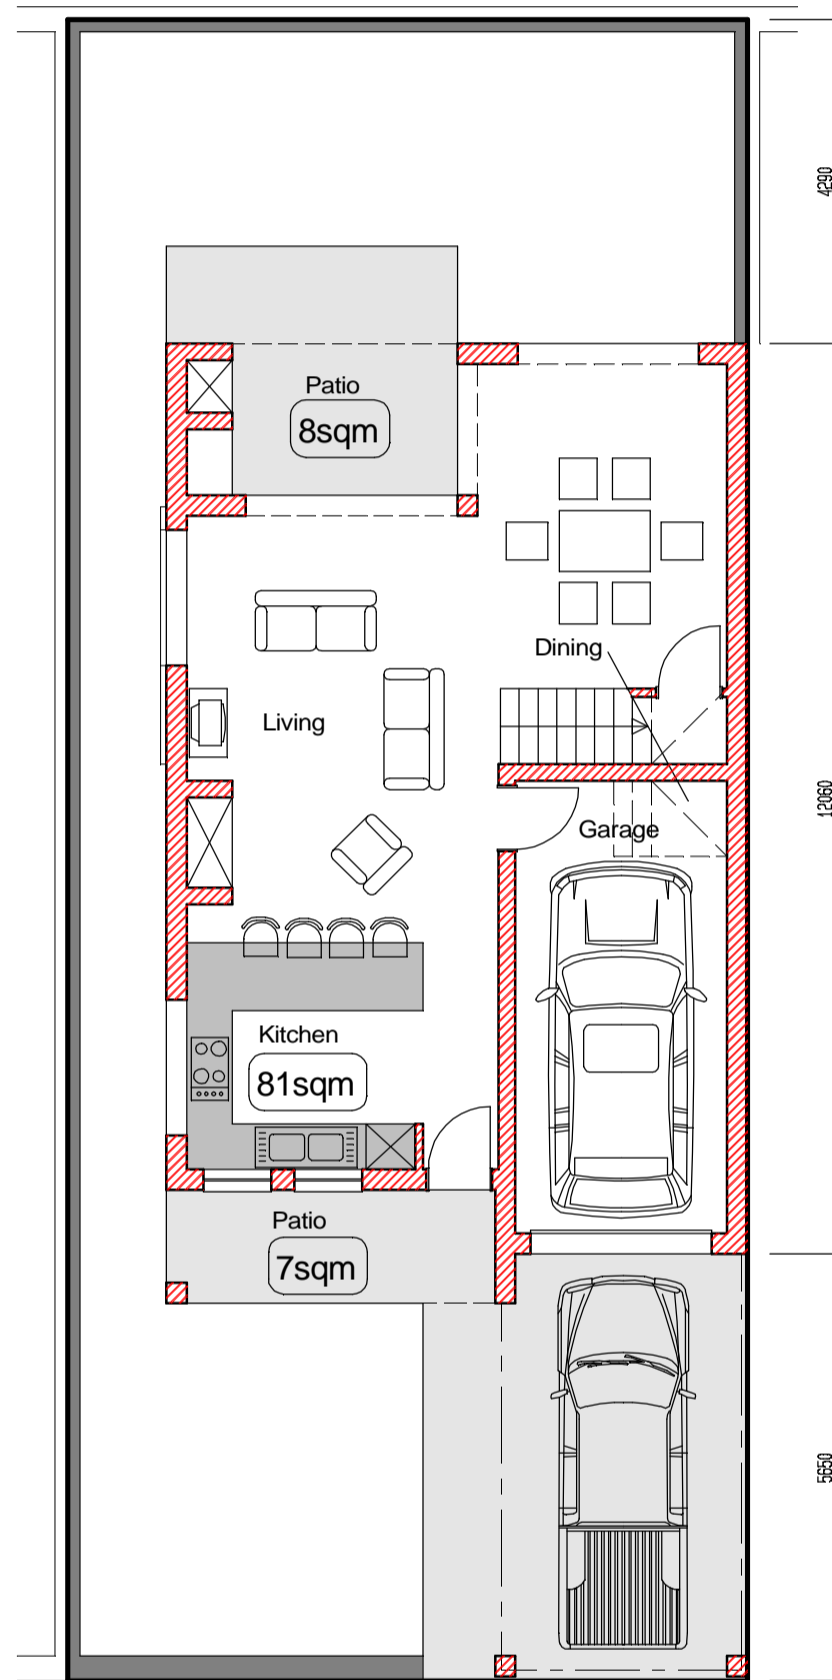 4290
Patio
8sqm
Dining
Living
12060
Garage
Kitchen
81sqm
Patio
7sqm
5650